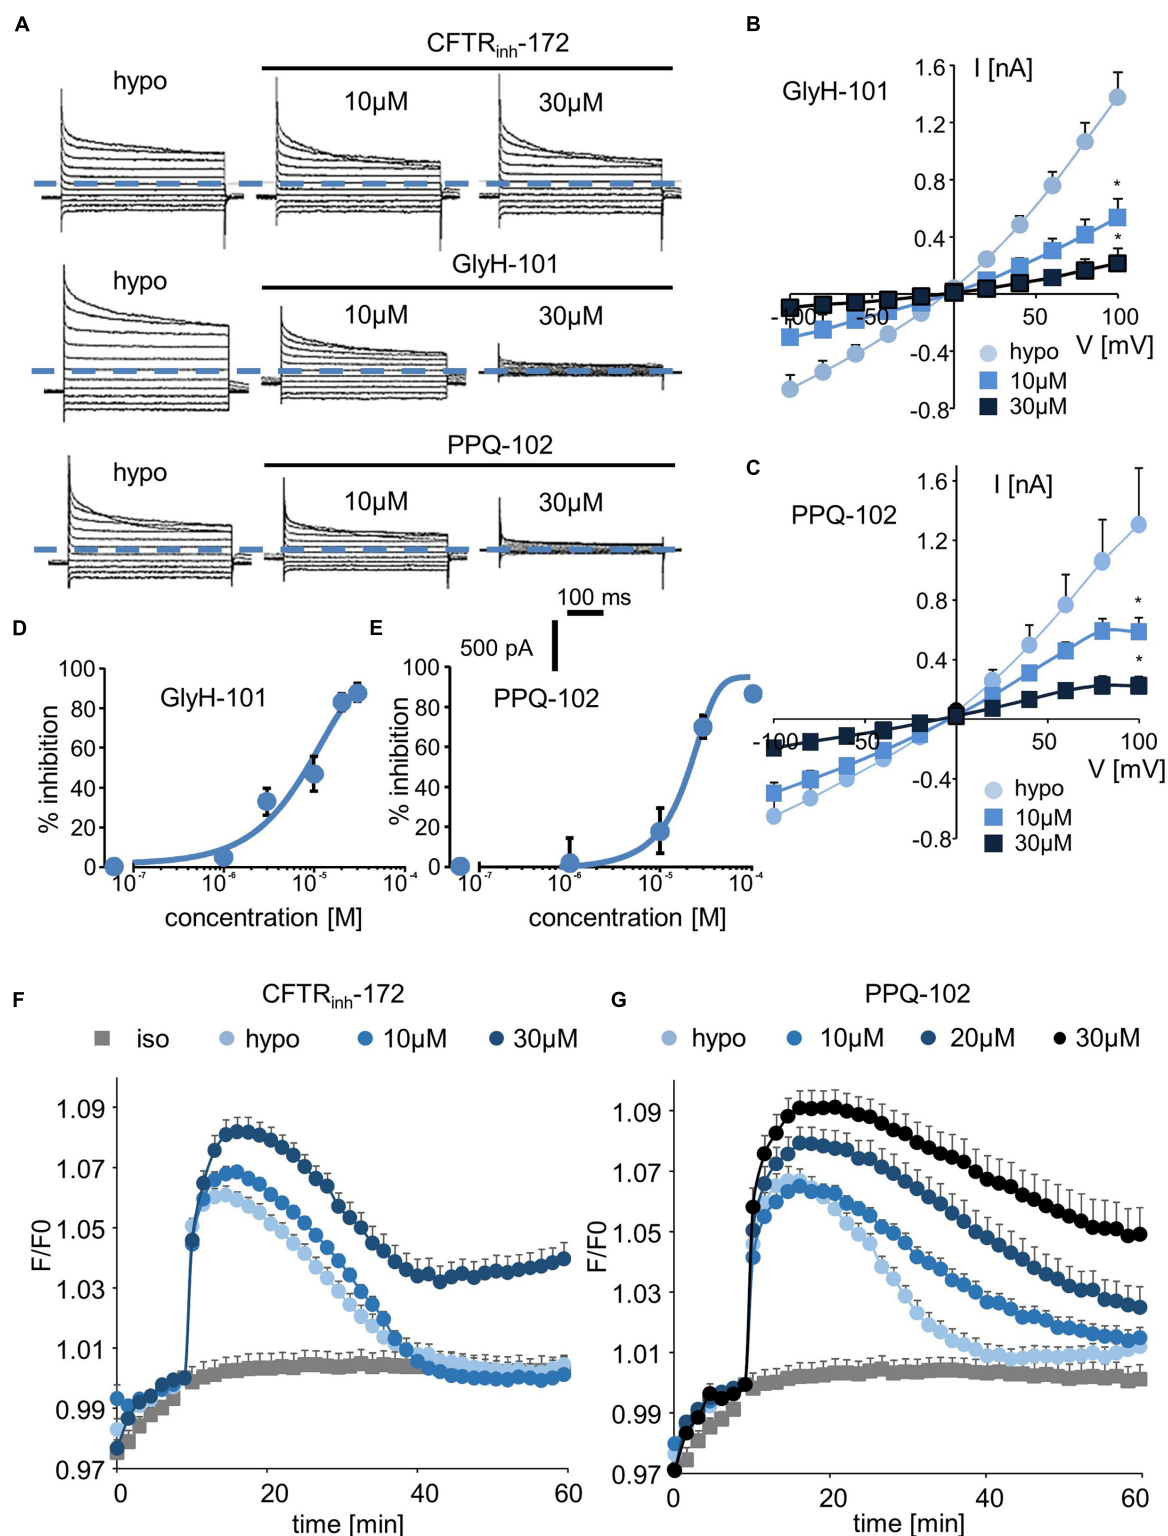 A
CFTRinh-172
hypo
10µM
30µM
GlyH-101
hypo
10µM
30µM
PPQ-102
hypo
10µM
30µM
100 ms
500 pA
B
I [nA]
GlyH-101
1.6
1.2
0.8
0.4
-0.4
-0.8
-100
-50
50
100
V [mV]
*
*
hypo
10µM
30µM
C
I [nA]
PPQ-102
1.6
1.2
0.8
0.4
-0.4
-0.8
-100
-50
50
100
V [mV]
*
*
hypo
10µM
30µM
D
GlyH-101
% inhibition
100
80
60
40
20
0
10-7
10-6
10-5
10-4
concentration [M]
E
PPQ-102
% inhibition
100
80
60
40
20
0
10-7
10-6
10-5
10-4
concentration [M]
F
CFTRinh-172
iso
hypo
10µM
30µM
F/F0
1.09
1.07
1.05
1.03
1.01
0.99
0.97
0
20
40
60
time [min]
G
PPQ-102
hypo
10µM
20µM
30µM
F/F0
1.09
1.07
1.05
1.03
1.01
0.99
0.97
0
20
40
60
time [min]